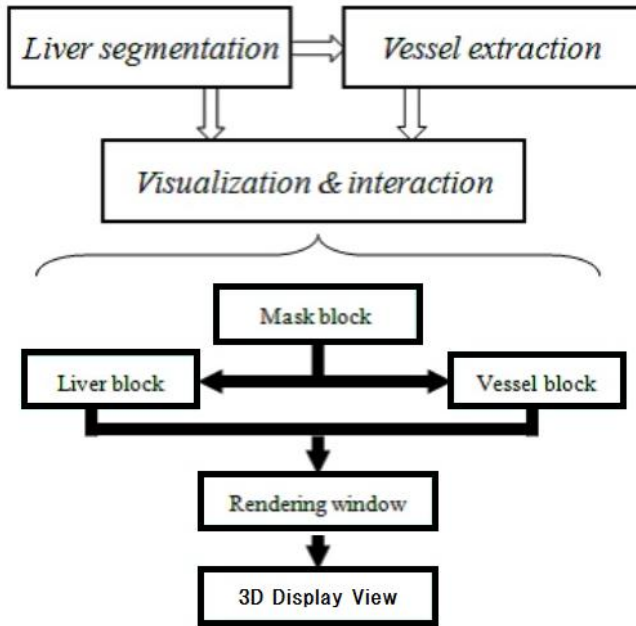 Liver segmentation
Vessel extraction
Visualization & interaction
Mask block
Liver block
Vessel block
Rendering window
3D Display View